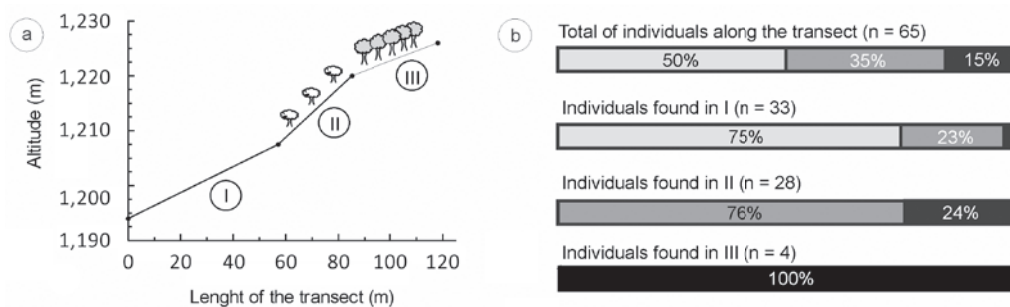 a
1,230
1,220
1,210
1,200
1,190
Altitude (m)
I
II
III
0 20 40 60 80 100 120
Lenght of the transect (m)
b
Total of individuals along the transect (n = 65)
50% 35% 15%
Individuals found in I (n = 33)
75% 23%
Individuals found in II (n = 28)
76% 24%
Individuals found in III (n = 4)
100%